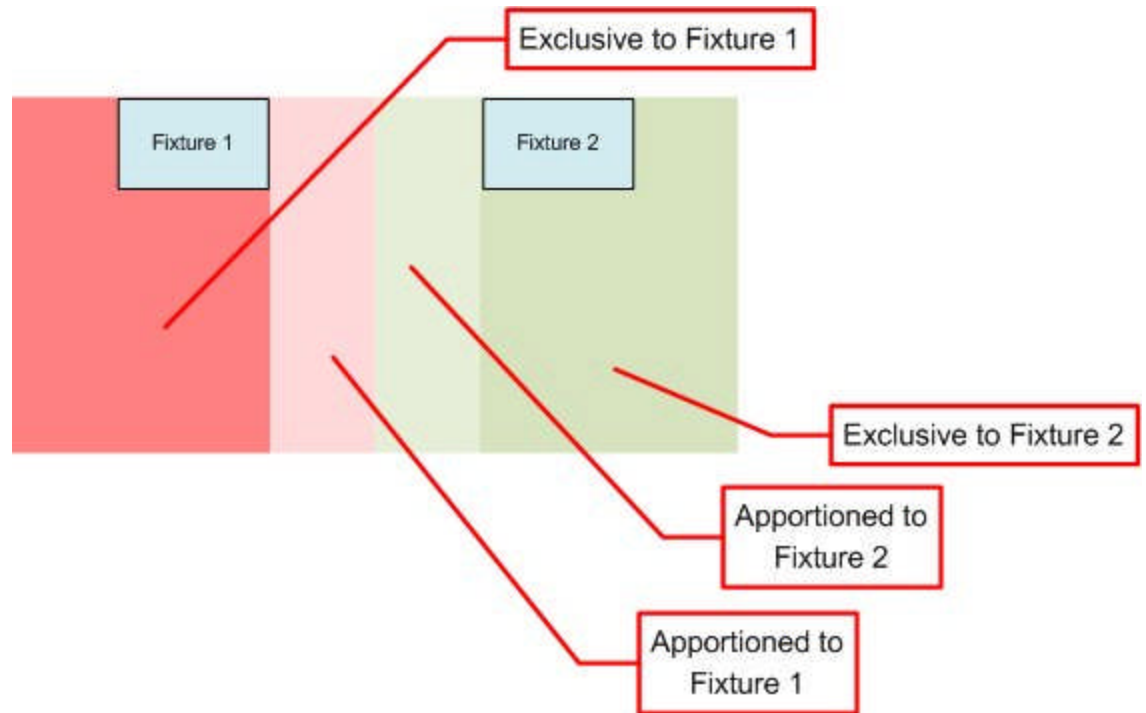 Exclusive to Fixture 1
Fixture 1
Fixture 2
Exclusive to Fixture 2
Apportioned to
Fixture 2
Apportioned to
Fixture 1